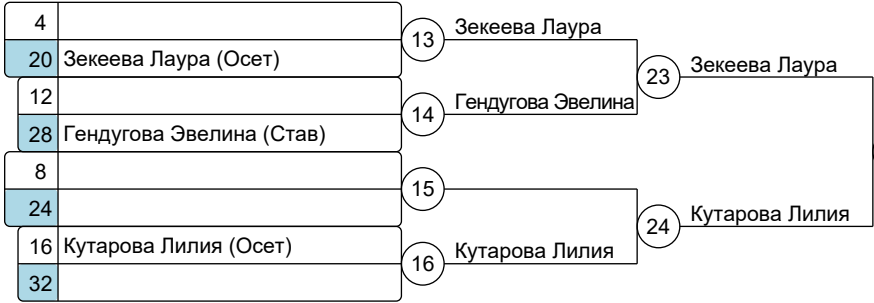 4
20 Зекеева Лаура (Осет)
12
28 Гендугова Эвелина (Став)
8
24
16 Кутарова Лилия (Осет)
32
13 Зекеева Лаура
14 Гендугова Эвелина
15
16 Кутарова Лилия
23 Зекеева Лаура
24 Кутарова Лилия